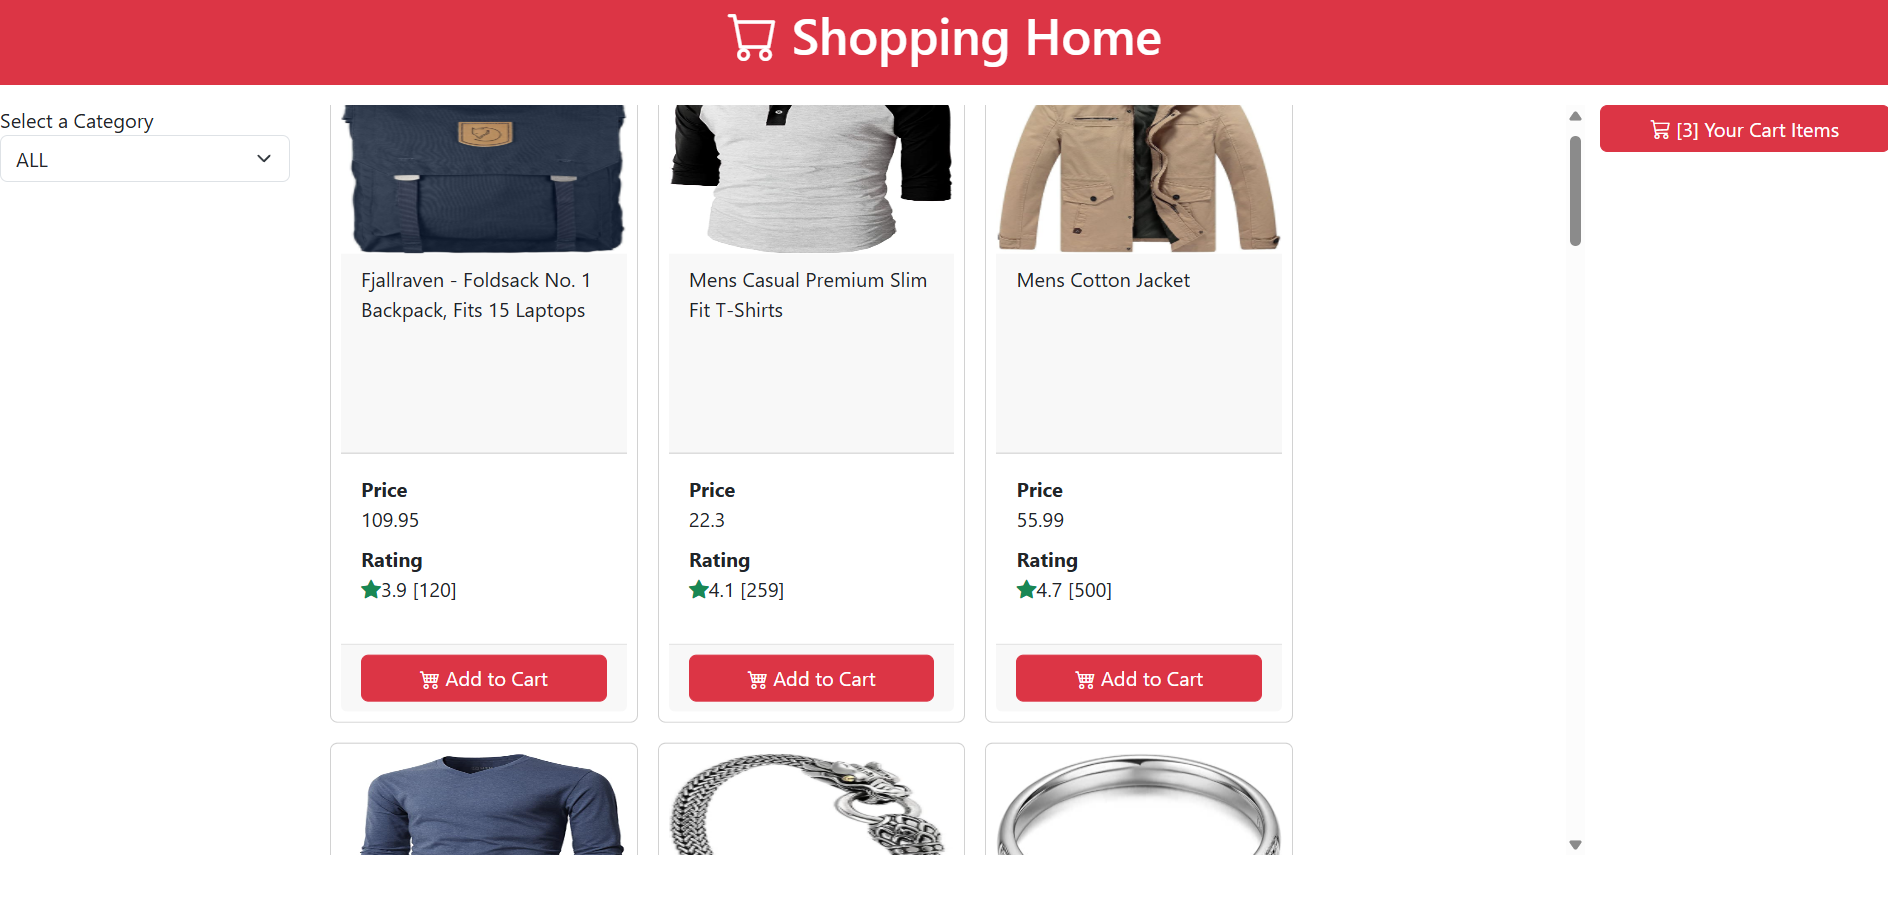 Shopping Home
Select a Category
ALL
[3] Your Cart Items
Fjallraven - Foldsack No. 1
Backpack, Fits 15 Laptops
Price
109.95
Rating
3.9 [120]
Add to Cart
Mens Casual Premium Slim
Fit T-Shirts
Price
22.3
Rating
4.1 [259]
Add to Cart
Mens Cotton Jacket
Price
55.99
Rating
4.7 [500]
Add to Cart